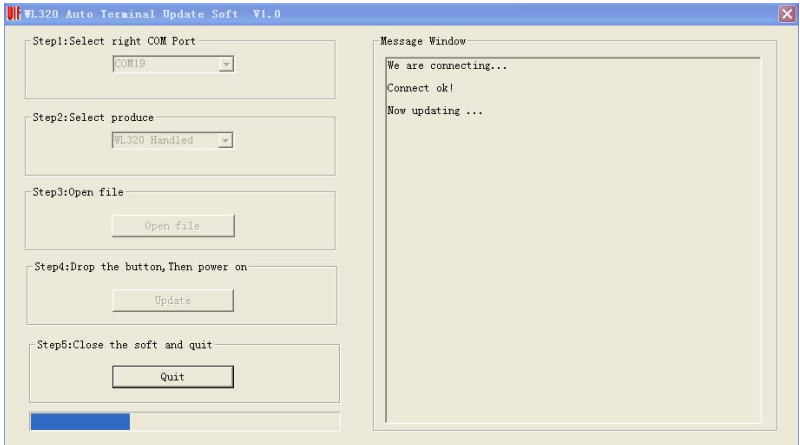 WL320 Auto Terminal Update Soft V1.0
Step1:Select right COM Port
COM19
Step2:Select produce
WL320 Handled
Step3:Open file
Open file
Step4:Drop the button,Then power on
Update
Step5:Close the soft and quit
Quit
Message Window
We are connecting...
Connect ok!
Now updating ...